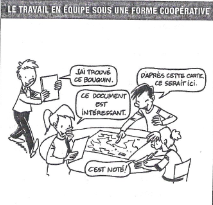 LE TRAVAIL EN ÉQUIPE SOUS UNE FORME COOPÉRATIVE
J'AI TROUVÉ
CE BOUQUIN.
D'APRÈS CETTE CARTE,
CE SERAIT ICI.
CE DOCUMENT
EST
INTÉRESSANT.
C'EST NOTÉ!